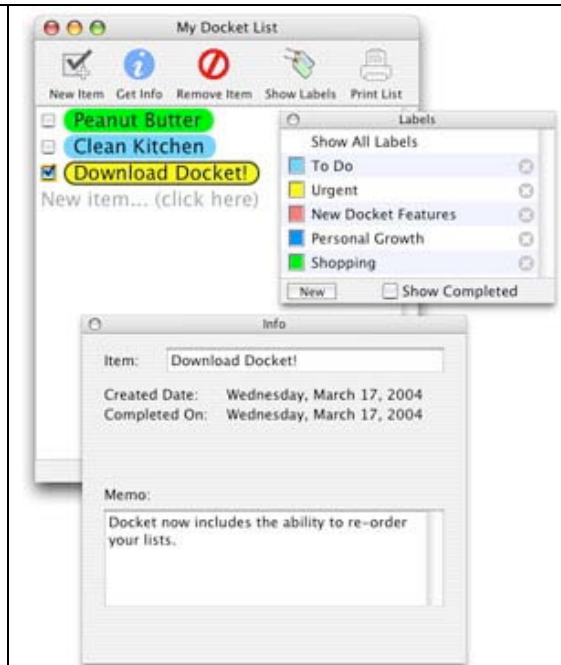 My Docket List
New Item Get Info Remove Item Show Labels Print List
Peanut Butter
Clean Kitchen
Download Docket!
New item... (click here)
Labels
Show All Labels
To Do
Urgent
New Docket Features
Personal Growth
Shopping
New Show Completed
Info
Item: Download Docket!
Created Date: Wednesday, March 17, 2004
Completed On: Wednesday, March 17, 2004
Memo:
Docket now includes the ability to re-order
your lists.